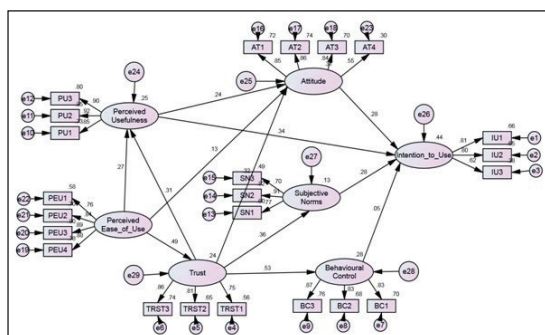 e12 PU3 .80 .90
e11 PU2
e10 PU1
e24
.25
Perceived
Usefulness
e16 .72 AT1 .85
e17 .74 AT2 .86
e18 .70 AT3
e23 .30 AT4 .55
e25
Attitude
.24
.34
.28
.13
.27
.31
e26
.44
Intention_to_Use
.81 IU1 .66 e1
IU2 e2
IU3 e3
e27
.13
Subjective
Norms
e15 SN3 .49 .70
e14 SN2 .91
e13 SN1 .77
.28
e22 PEU1 .58 .76
e21 PEU2
e20 PEU3
e19 PEU4
Perceived
Ease_of_Use
.49
.36
.05
e29
.24
Trust
.53
.28
Behavioural
Control
e28
.86 .81 .75
TRST3 .74 TRST2 .65 TRST1 .56
e6 e5 e4
.87 .83 .83
BC3 .76 BC2 .68 BC1 .70
e9 e8 e7